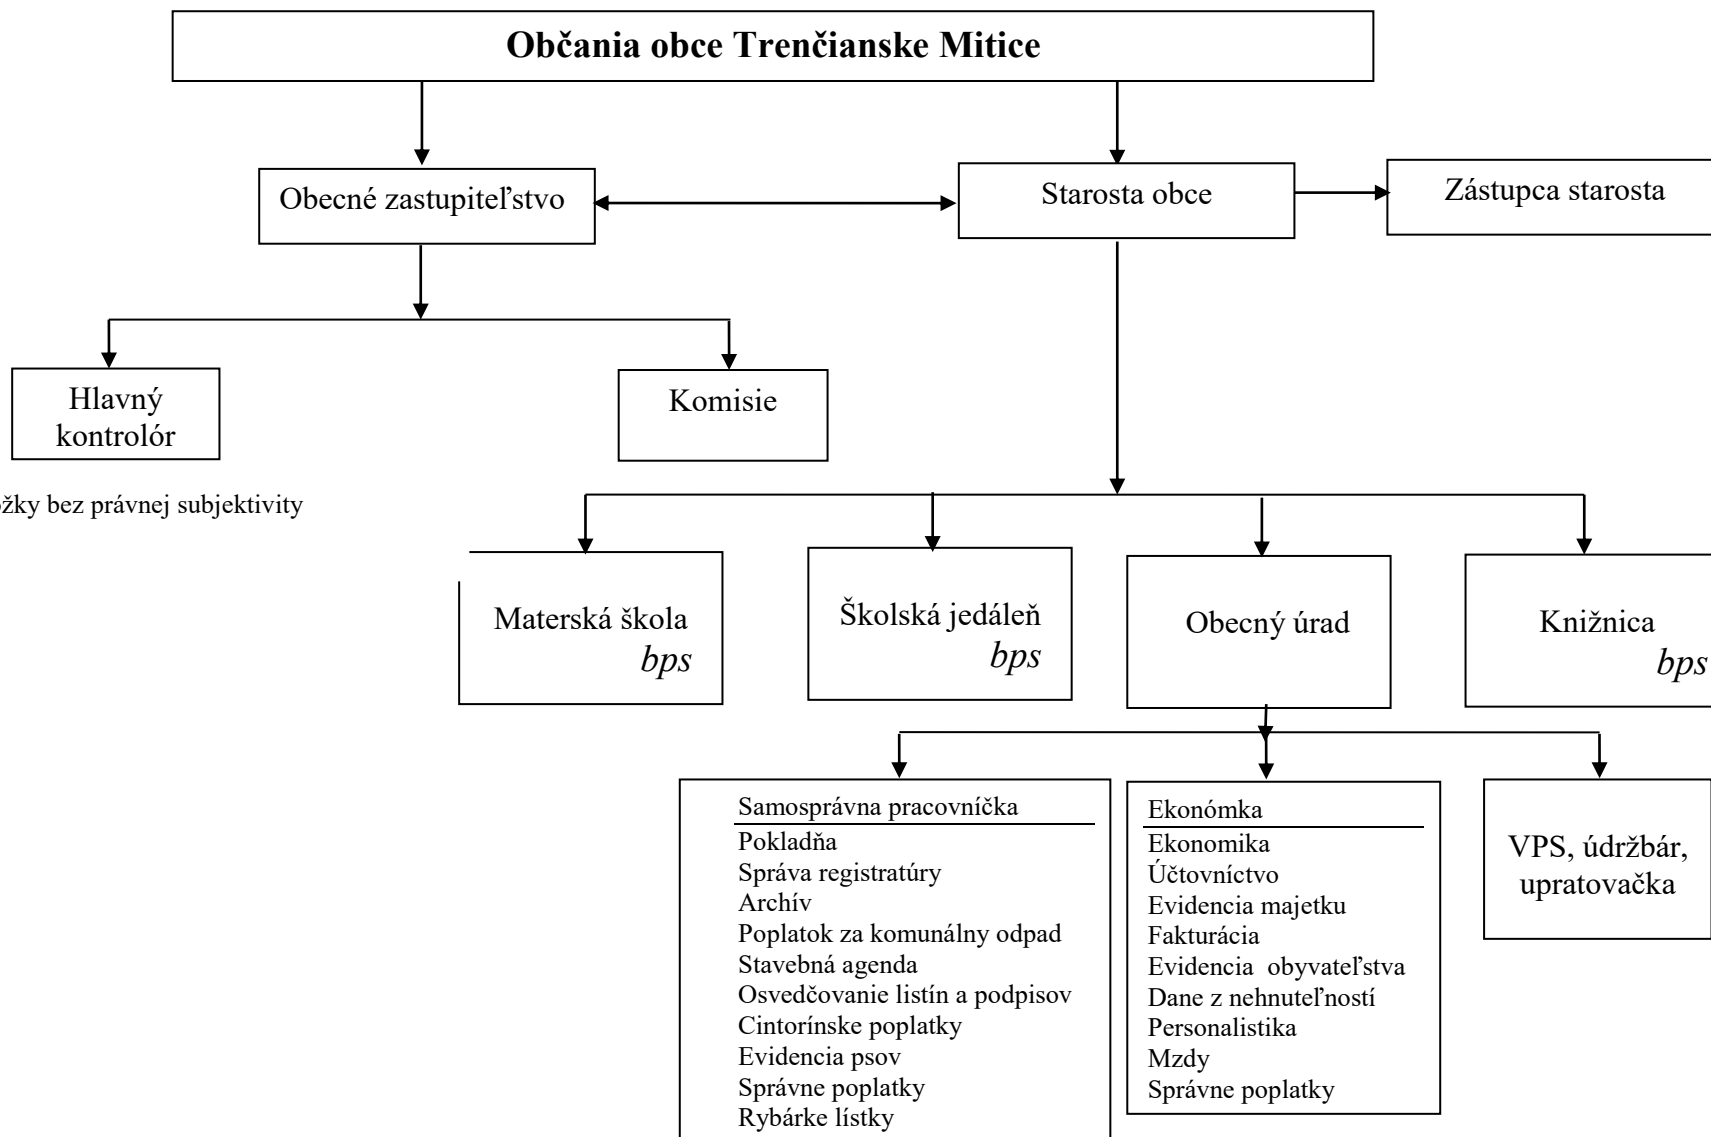 Občania obce Trenčianske Mitice
Obecné zastupiteľstvo
Starosta obce
Zástupca starosta
Hlavný
kontrolór
Komisie
žky bez právnej subjektivity
Materská škola
bps
Školská jedáleň
bps
Obecný úrad
Knižnica
bps
Samosprávna pracovníčka
Pokladňa
Správa registratúry
Archív
Poplatok za komunálny odpad
Stavebná agenda
Osvedčovanie listín a podpisov
Cintorínske poplatky
Evidencia psov
Správne poplatky
Rybárke lístky
Ekonómka
Ekonomika
Účtovníctvo
Evidencia majetku
Fakturácia
Evidencia  obyvateľstva
Dane z nehnuteľností
Personalistika
Mzdy
Správne poplatky
VPS, údržbár,
upratovačka